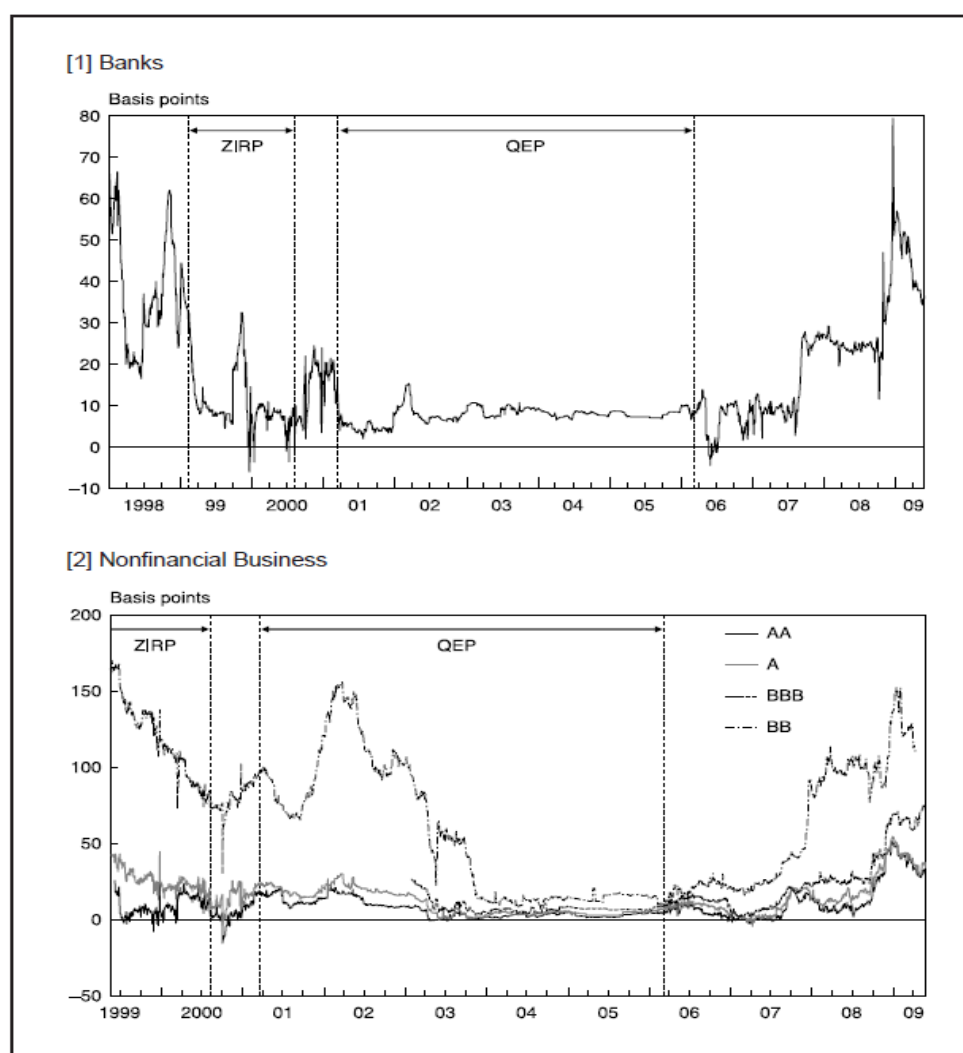 [1] Banks
Basis points
80
70
60
50
40
30
20
10
0
−10
ZIRP
QEP
1998 99 2000 01 02 03 04 05 06 07 08 09
[2] Nonfinancial Business
Basis points
200
150
100
50
0
−50
ZIRP
QEP
AA
A
BBB
BB
1999 2000 01 02 03 04 05 06 07 08 09